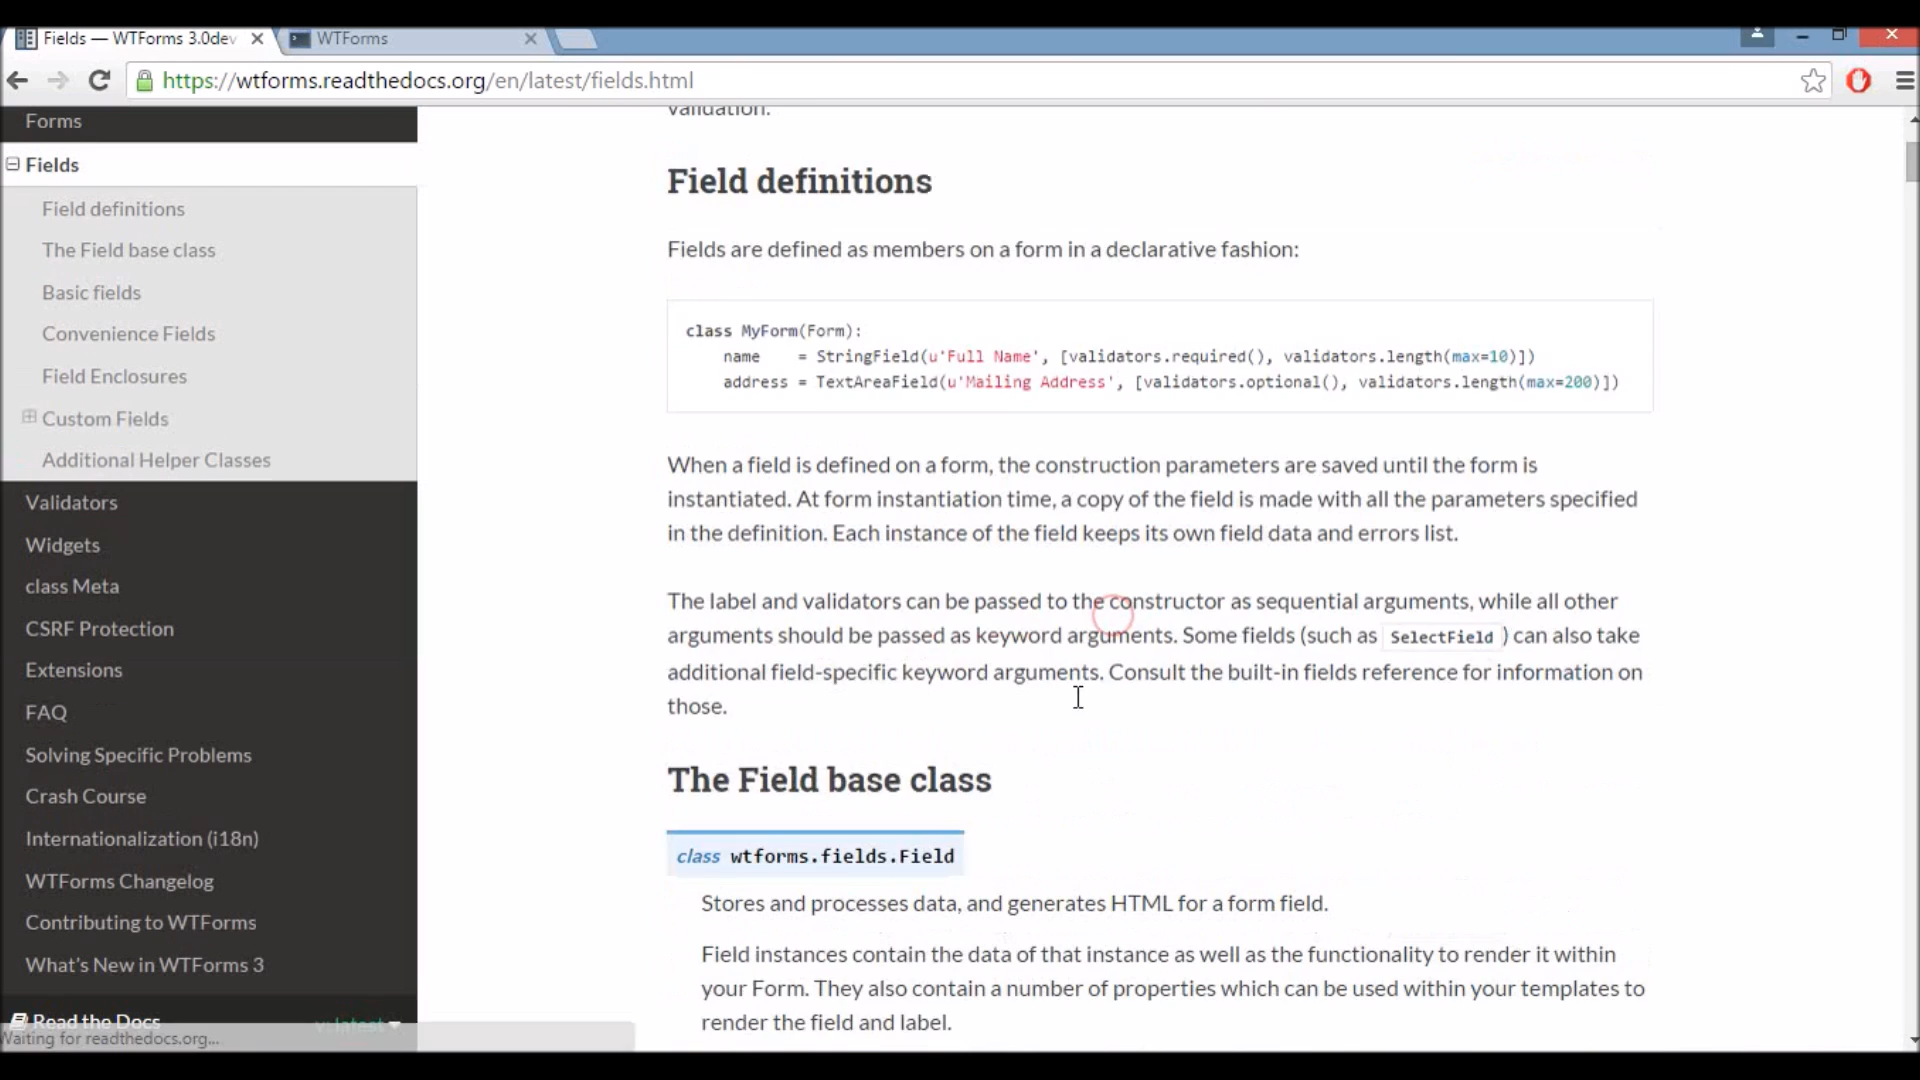 Fields — WTForms 3.0dev
WTForms
https://wtforms.readthedocs.org/en/latest/fields.html
Forms
Fields
Field definitions
The Field base class
Basic fields
Convenience Fields
Field Enclosures
Custom Fields
Additional Helper Classes
Validators
Widgets
class Meta
CSRF Protection
Extensions
FAQ
Solving Specific Problems
Crash Course
Internationalization (i18n)
WTForms Changelog
Contributing to WTForms
What's New in WTForms 3
Read the Docs
v: latest
Waiting for readthedocs.org...
validation.
Field definitions
Fields are defined as members on a form in a declarative fashion:
class MyForm(Form):
    name    = StringField(u'Full Name', [validators.required(), validators.length(max=10)])
    address = TextAreaField(u'Mailing Address', [validators.optional(), validators.length(max=200)])
When a field is defined on a form, the construction parameters are saved until the form is
instantiated. At form instantiation time, a copy of the field is made with all the parameters specified
in the definition. Each instance of the field keeps its own field data and errors list.
The label and validators can be passed to the constructor as sequential arguments, while all other
arguments should be passed as keyword arguments. Some fields (such as SelectField ) can also take
additional field-specific keyword arguments. Consult the built-in fields reference for information on
those.
The Field base class
class wtforms.fields.Field
Stores and processes data, and generates HTML for a form field.
Field instances contain the data of that instance as well as the functionality to render it within
your Form. They also contain a number of properties which can be used within your templates to
render the field and label.